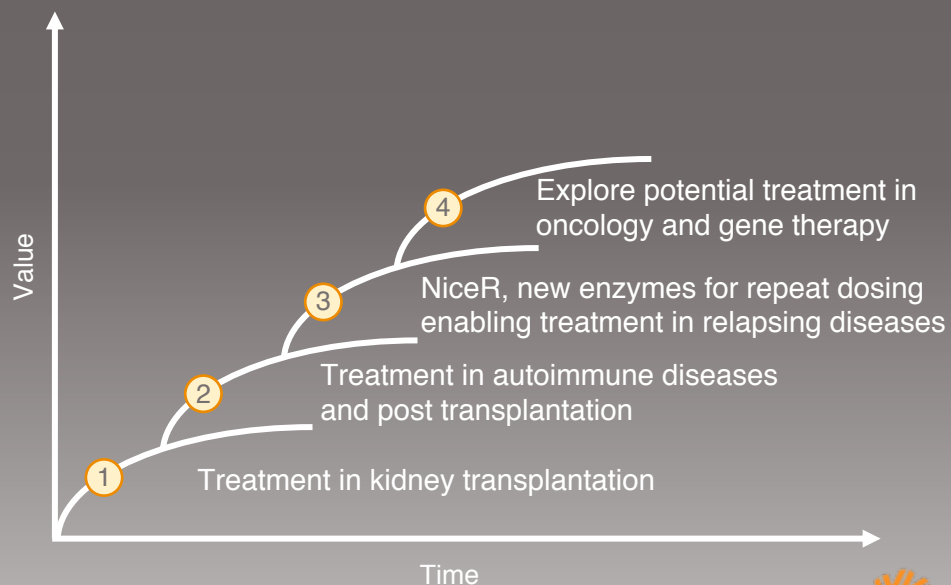 Value
4
Explore potential treatment in
oncology and gene therapy
3
NiceR, new enzymes for repeat dosing
enabling treatment in relapsing diseases
2
Treatment in autoimmune diseases
and post transplantation
1
Treatment in kidney transplantation
Time